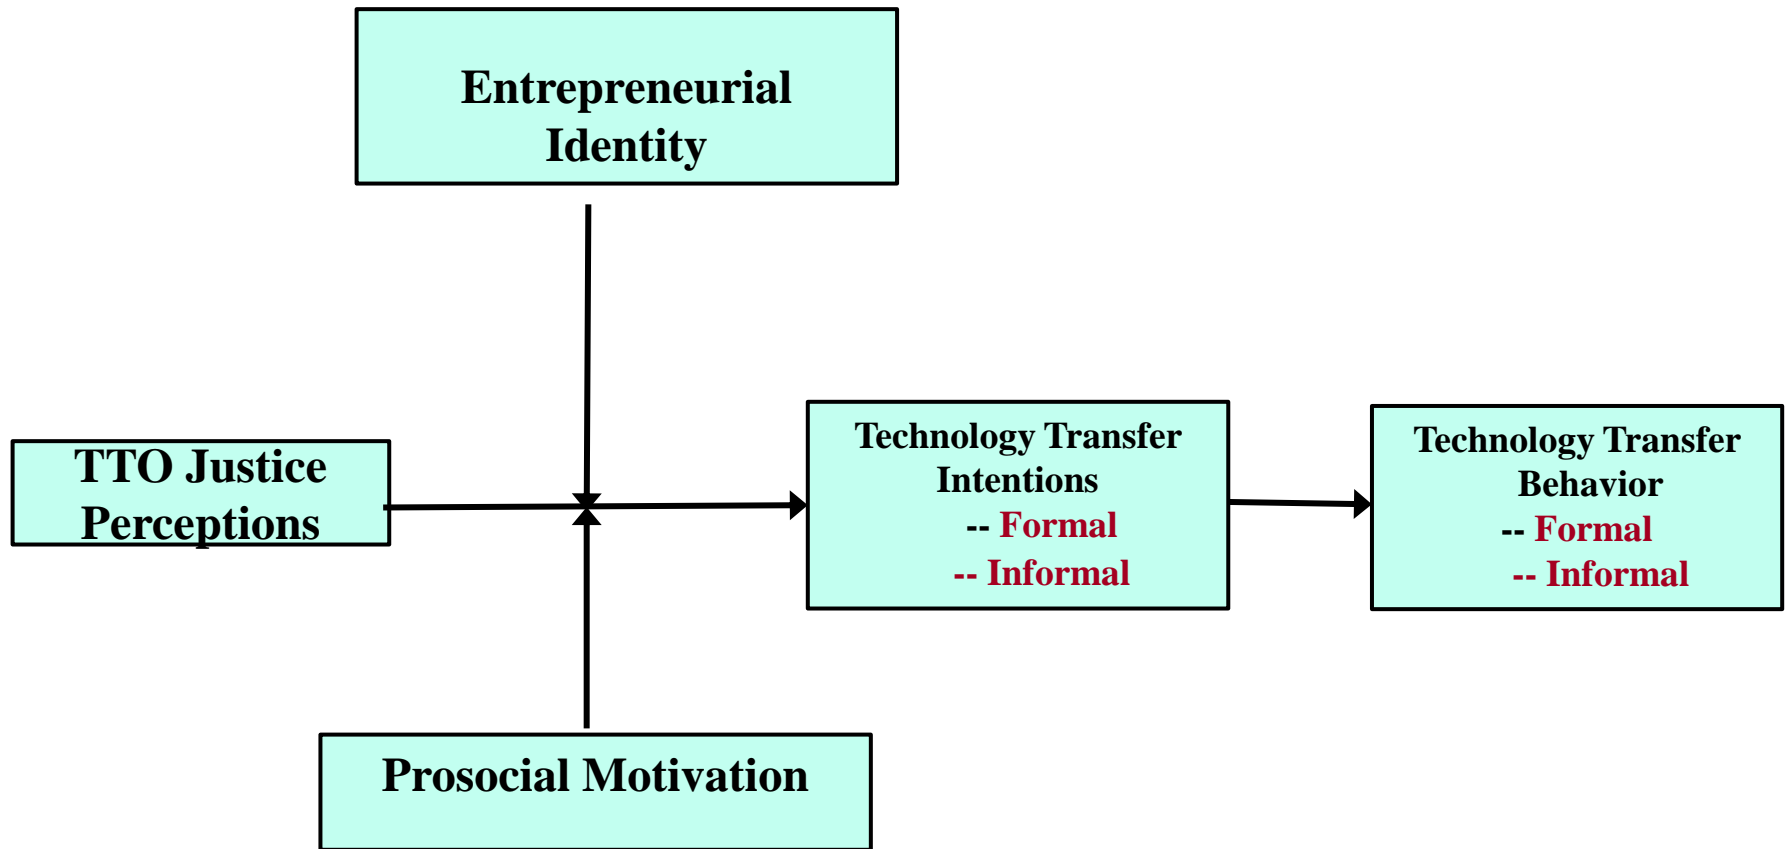 Entrepreneurial
Identity
TTO Justice
Perceptions
Technology Transfer
Intentions
-- Formal
-- Informal
Technology Transfer
Behavior
-- Formal
-- Informal
Prosocial Motivation